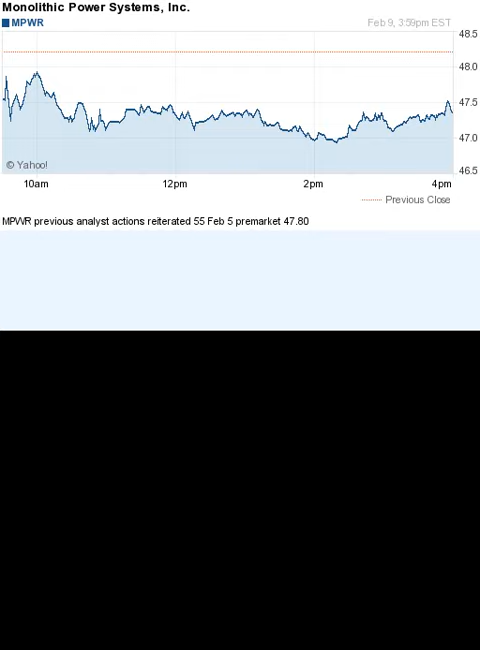 Monolithic Power Systems, Inc.
MPWR
Feb 9, 3:59pm EST
48.5
48.0
47.5
47.0
46.5
© Yahoo!
10am
12pm
2pm
4pm
Previous Close
MPWR previous analyst actions reiterated 55 Feb 5 premarket 47.80